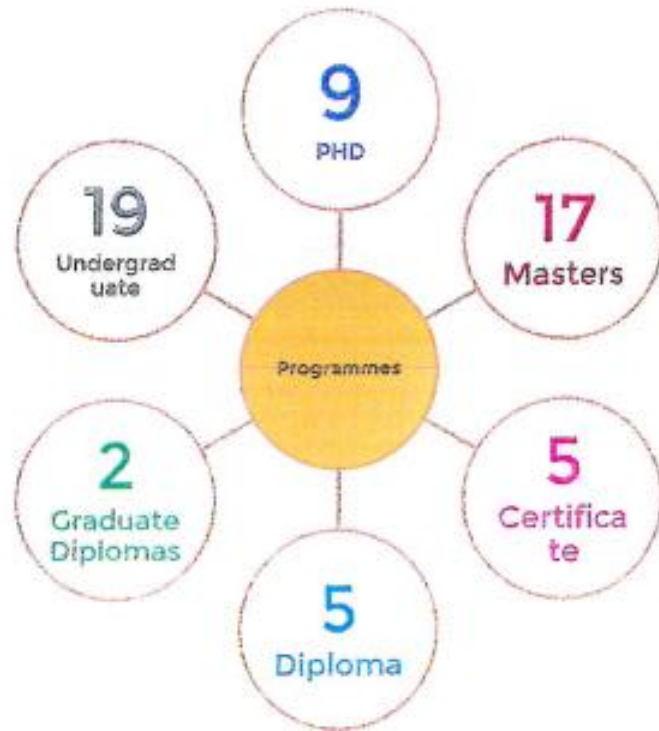 9
PHD
17
Masters
5
Certifica
te
5
Diploma
2
Graduate
Diplomas
19
Undergrad
uate
Programmes